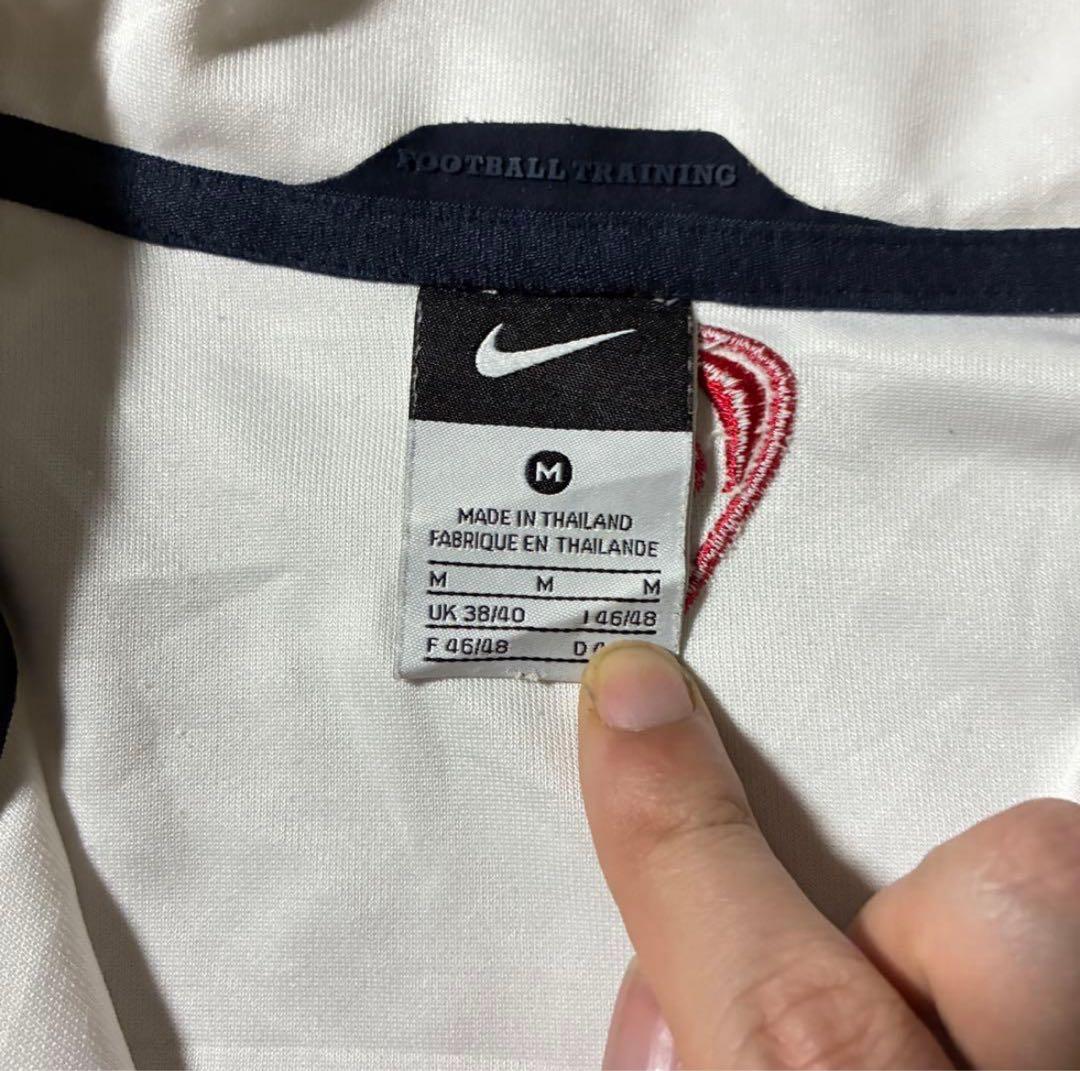 FOOTBALL TRAINING
M
MADE IN THAILAND
FABRIQUE EN THAILANDE
M M M
UK 38/40 I 46/48
F 46/48 D